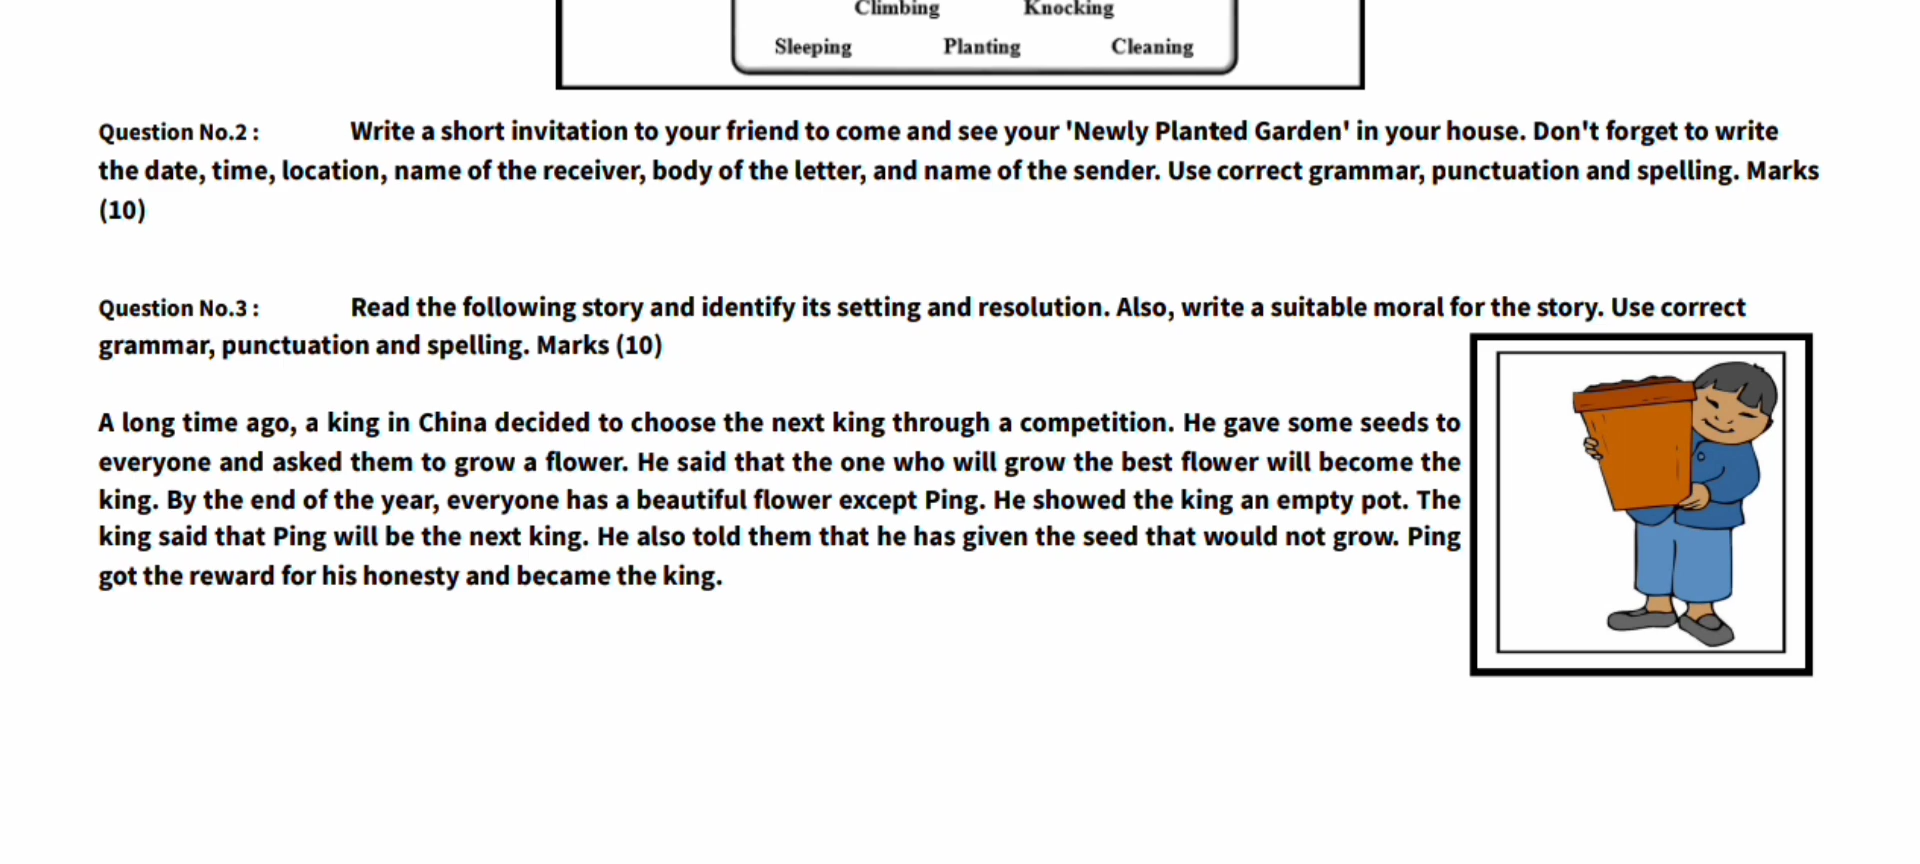 Climbing Knocking
Sleeping Planting Cleaning
Question No.2 : Write a short invitation to your friend to come and see your 'Newly Planted Garden' in your house. Don't forget to write
the date, time, location, name of the receiver, body of the letter, and name of the sender. Use correct grammar, punctuation and spelling. Marks
(10)
Question No.3 : Read the following story and identify its setting and resolution. Also, write a suitable moral for the story. Use correct
grammar, punctuation and spelling. Marks (10)
A long time ago, a king in China decided to choose the next king through a competition. He gave some seeds to
everyone and asked them to grow a flower. He said that the one who will grow the best flower will become the
king. By the end of the year, everyone has a beautiful flower except Ping. He showed the king an empty pot. The
king said that Ping will be the next king. He also told them that he has given the seed that would not grow. Ping
got the reward for his honesty and became the king.